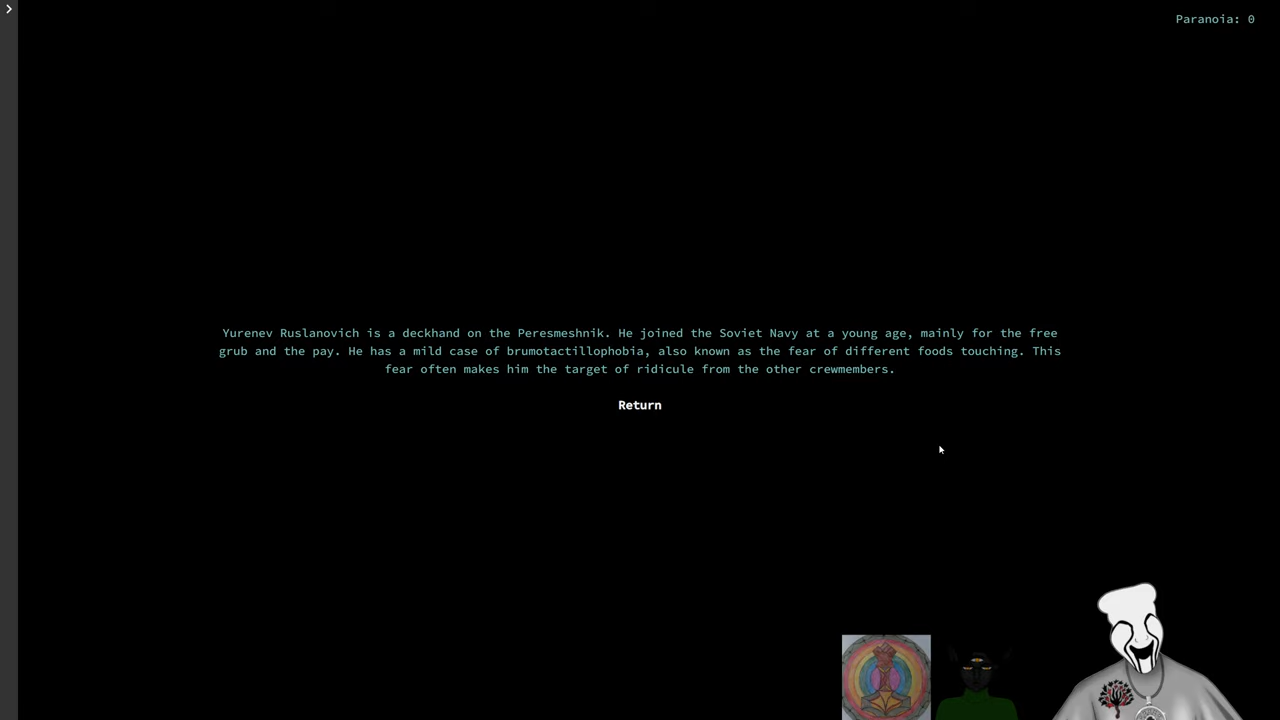 Paranoia: 0
Yurenev Ruslanovich is a deckhand on the Peresmeshnik. He joined the Soviet Navy at a young age, mainly for the free
grub and the pay. He has a mild case of brumotactillophobia, also known as the fear of different foods touching. This
fear often makes him the target of ridicule from the other crewmembers.
Return